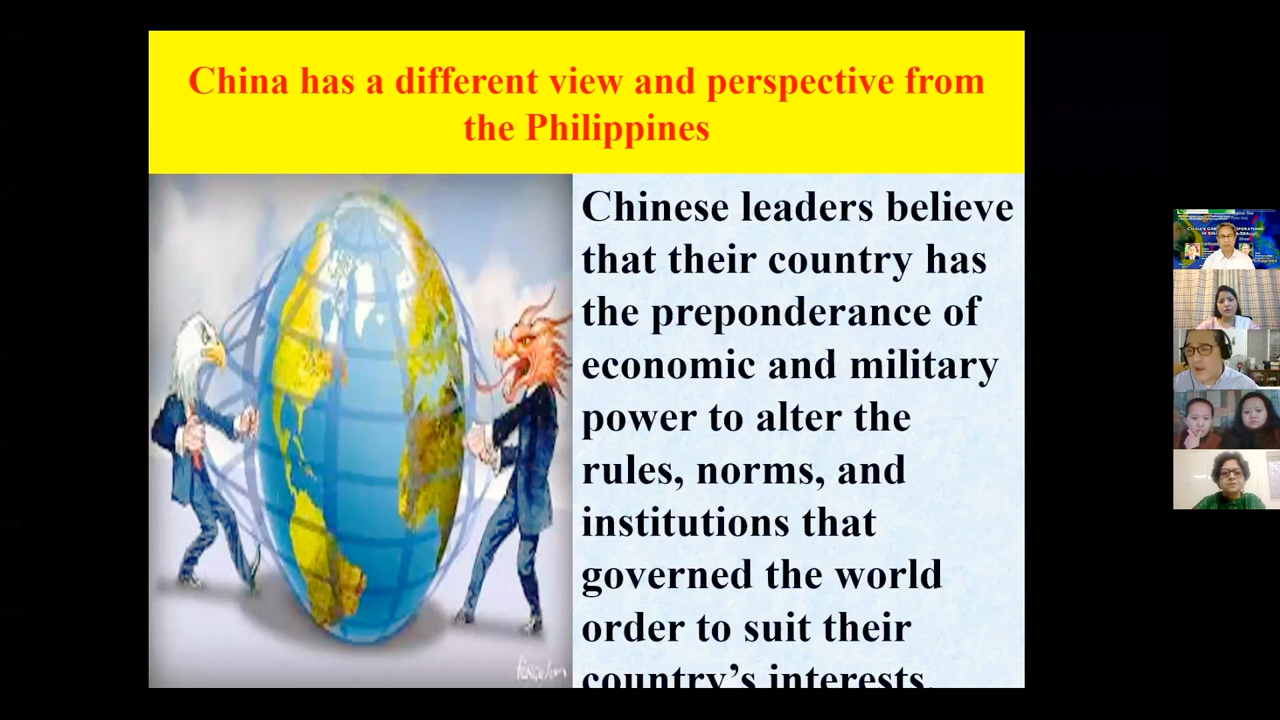 China has a different view and perspective from
the Philippines
Chinese leaders believe
that their country has
the preponderance of
economic and military
power to alter the
rules, norms, and
institutions that
governed the world
order to suit their
country's interests.